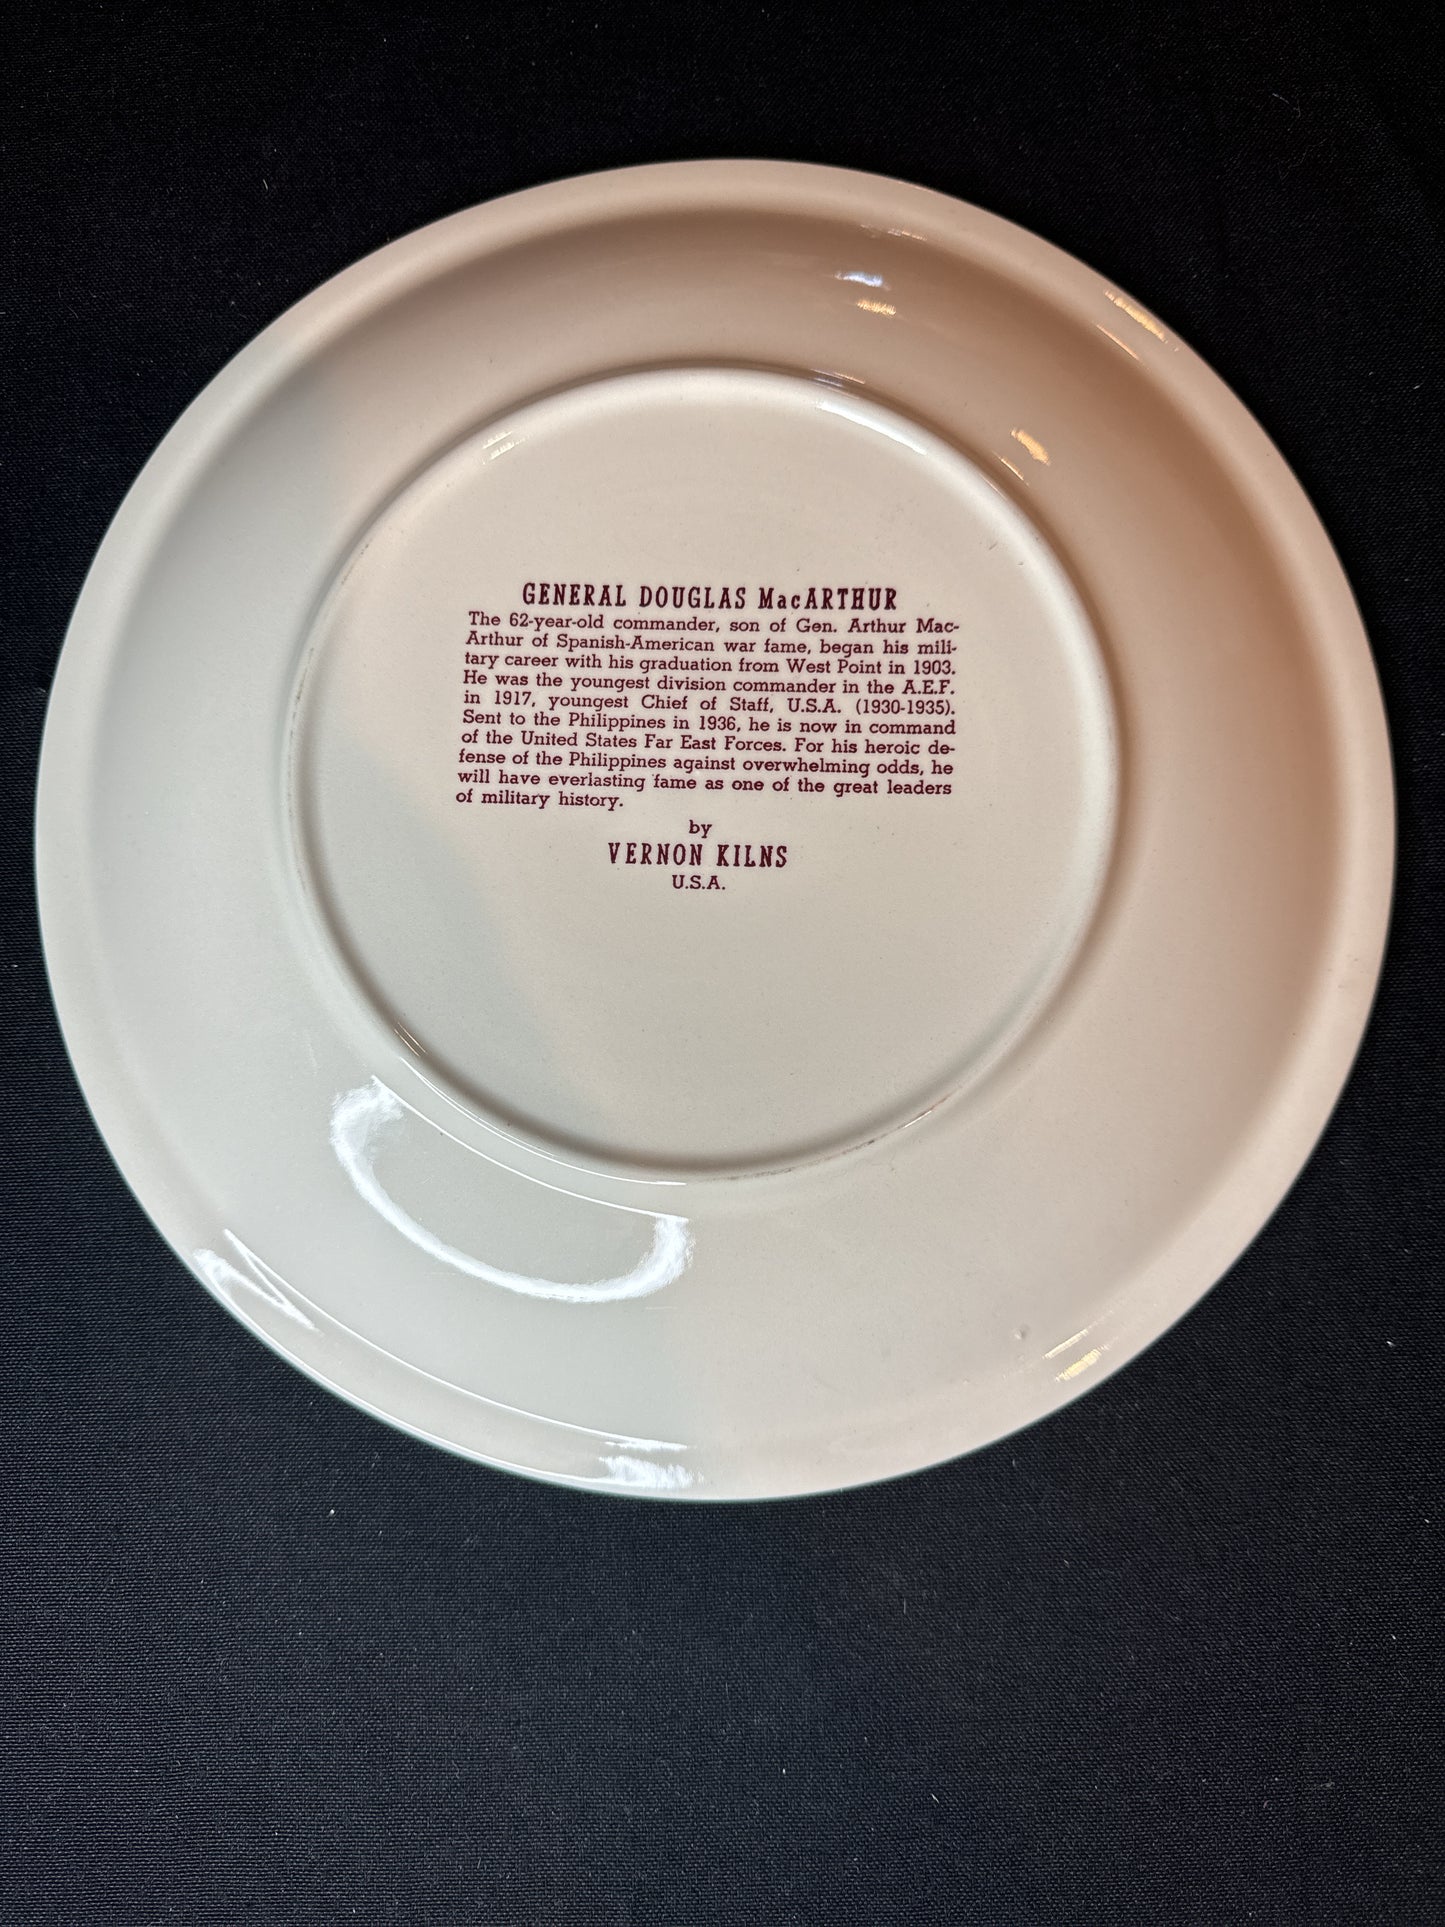 GENERAL DOUGLAS MacARTHUR
The 62-year-old commander, son of Gen. Arthur Mac-
Arthur of Spanish-American war fame, began his mili-
tary career with his graduation from West Point in 1903.
He was the youngest division commander in the A.E.F.
in 1917, youngest Chief of Staff, U.S.A. (1930-1935).
Sent to the Philippines in 1936, he is now in command
of the United States Far East Forces. For his heroic de-
fense of the Philippines against overwhelming odds, he
will have everlasting fame as one of the great leaders
of military history.
by
VERNON KILNS
U.S.A.